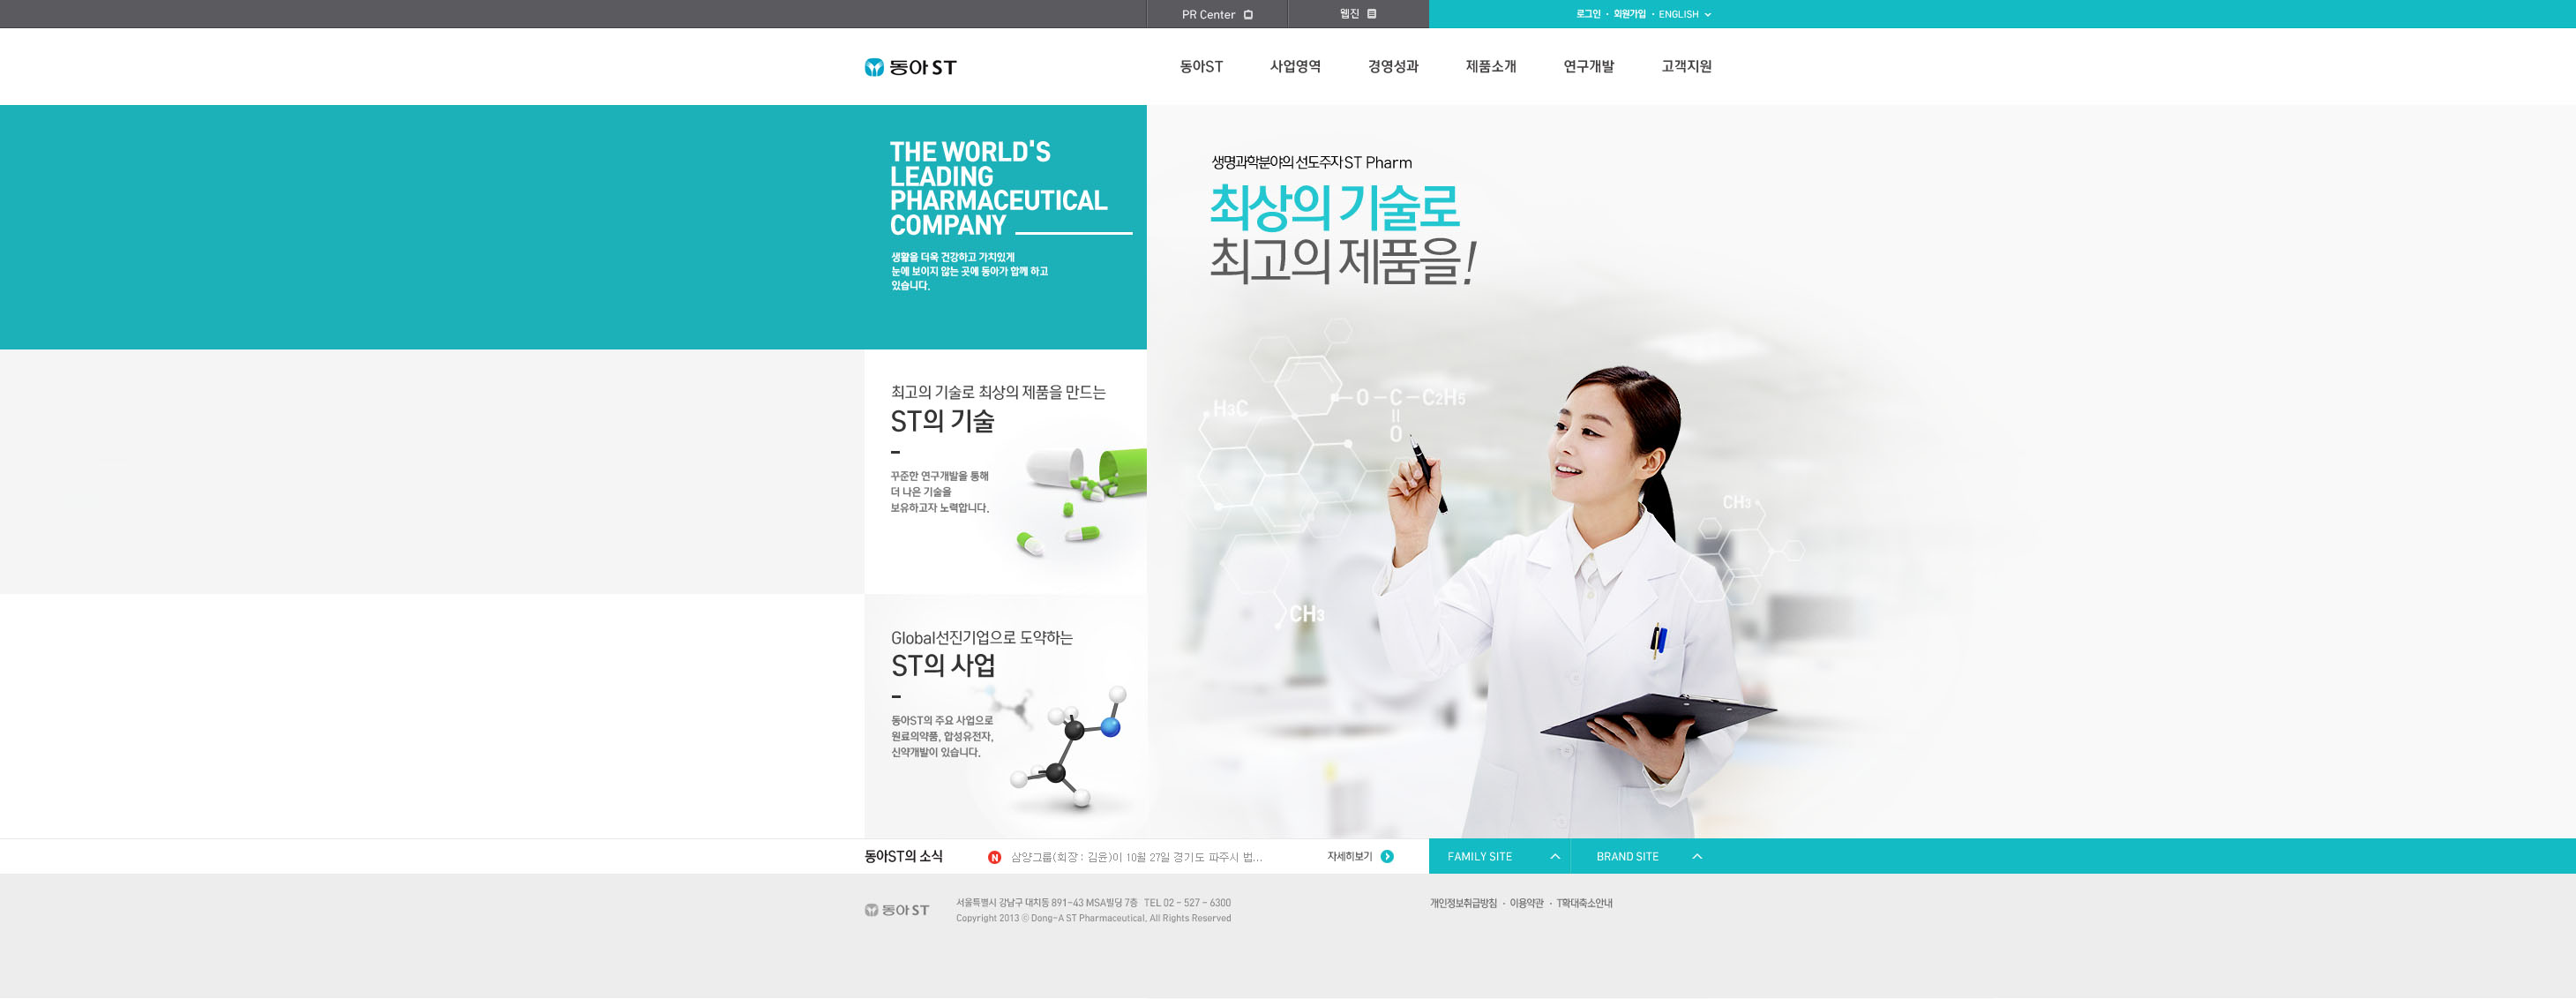 PR Center
웹진
로그인 · 회원가입 · ENGLISH
동아 ST
동아ST 사업영역 경영성과 제품소개 연구개발 고객지원
THE WORLD'S
LEADING
PHARMACEUTICAL
COMPANY
생활을 더욱 건강하고 가치있게
눈에 보이지 않는 곳에 동아가 함께 하고
있습니다.
생명과학분야의 선도주자 ST Pharm
최상의 기술로
최고의 제품을!
최고의 기술로 최상의 제품을 만드는
ST의 기술
꾸준한 연구개발을 통해
더 나은 기술을
보유하고자 노력합니다.
H3C
O - C - C2H5
O
CH3
CH3
Global선진기업으로 도약하는
ST의 사업
동아ST의 주요 사업으로
원료의약품, 합성유전자,
신약개발이 있습니다.
동아ST의 소식
N 삼양그룹(회장 : 김윤)이 10월 27일 경기도 파주시 법...
자세히보기
FAMILY SITE
BRAND SITE
동아 ST
서울특별시 강남구 대치동 891-43 MSA빌딩 7층 TEL 02 - 527 - 6300
Copyright 2013 © Dong-A ST Pharmaceutical, All Rights Reserved
개인정보취급방침 · 이용약관 · T확대축소안내